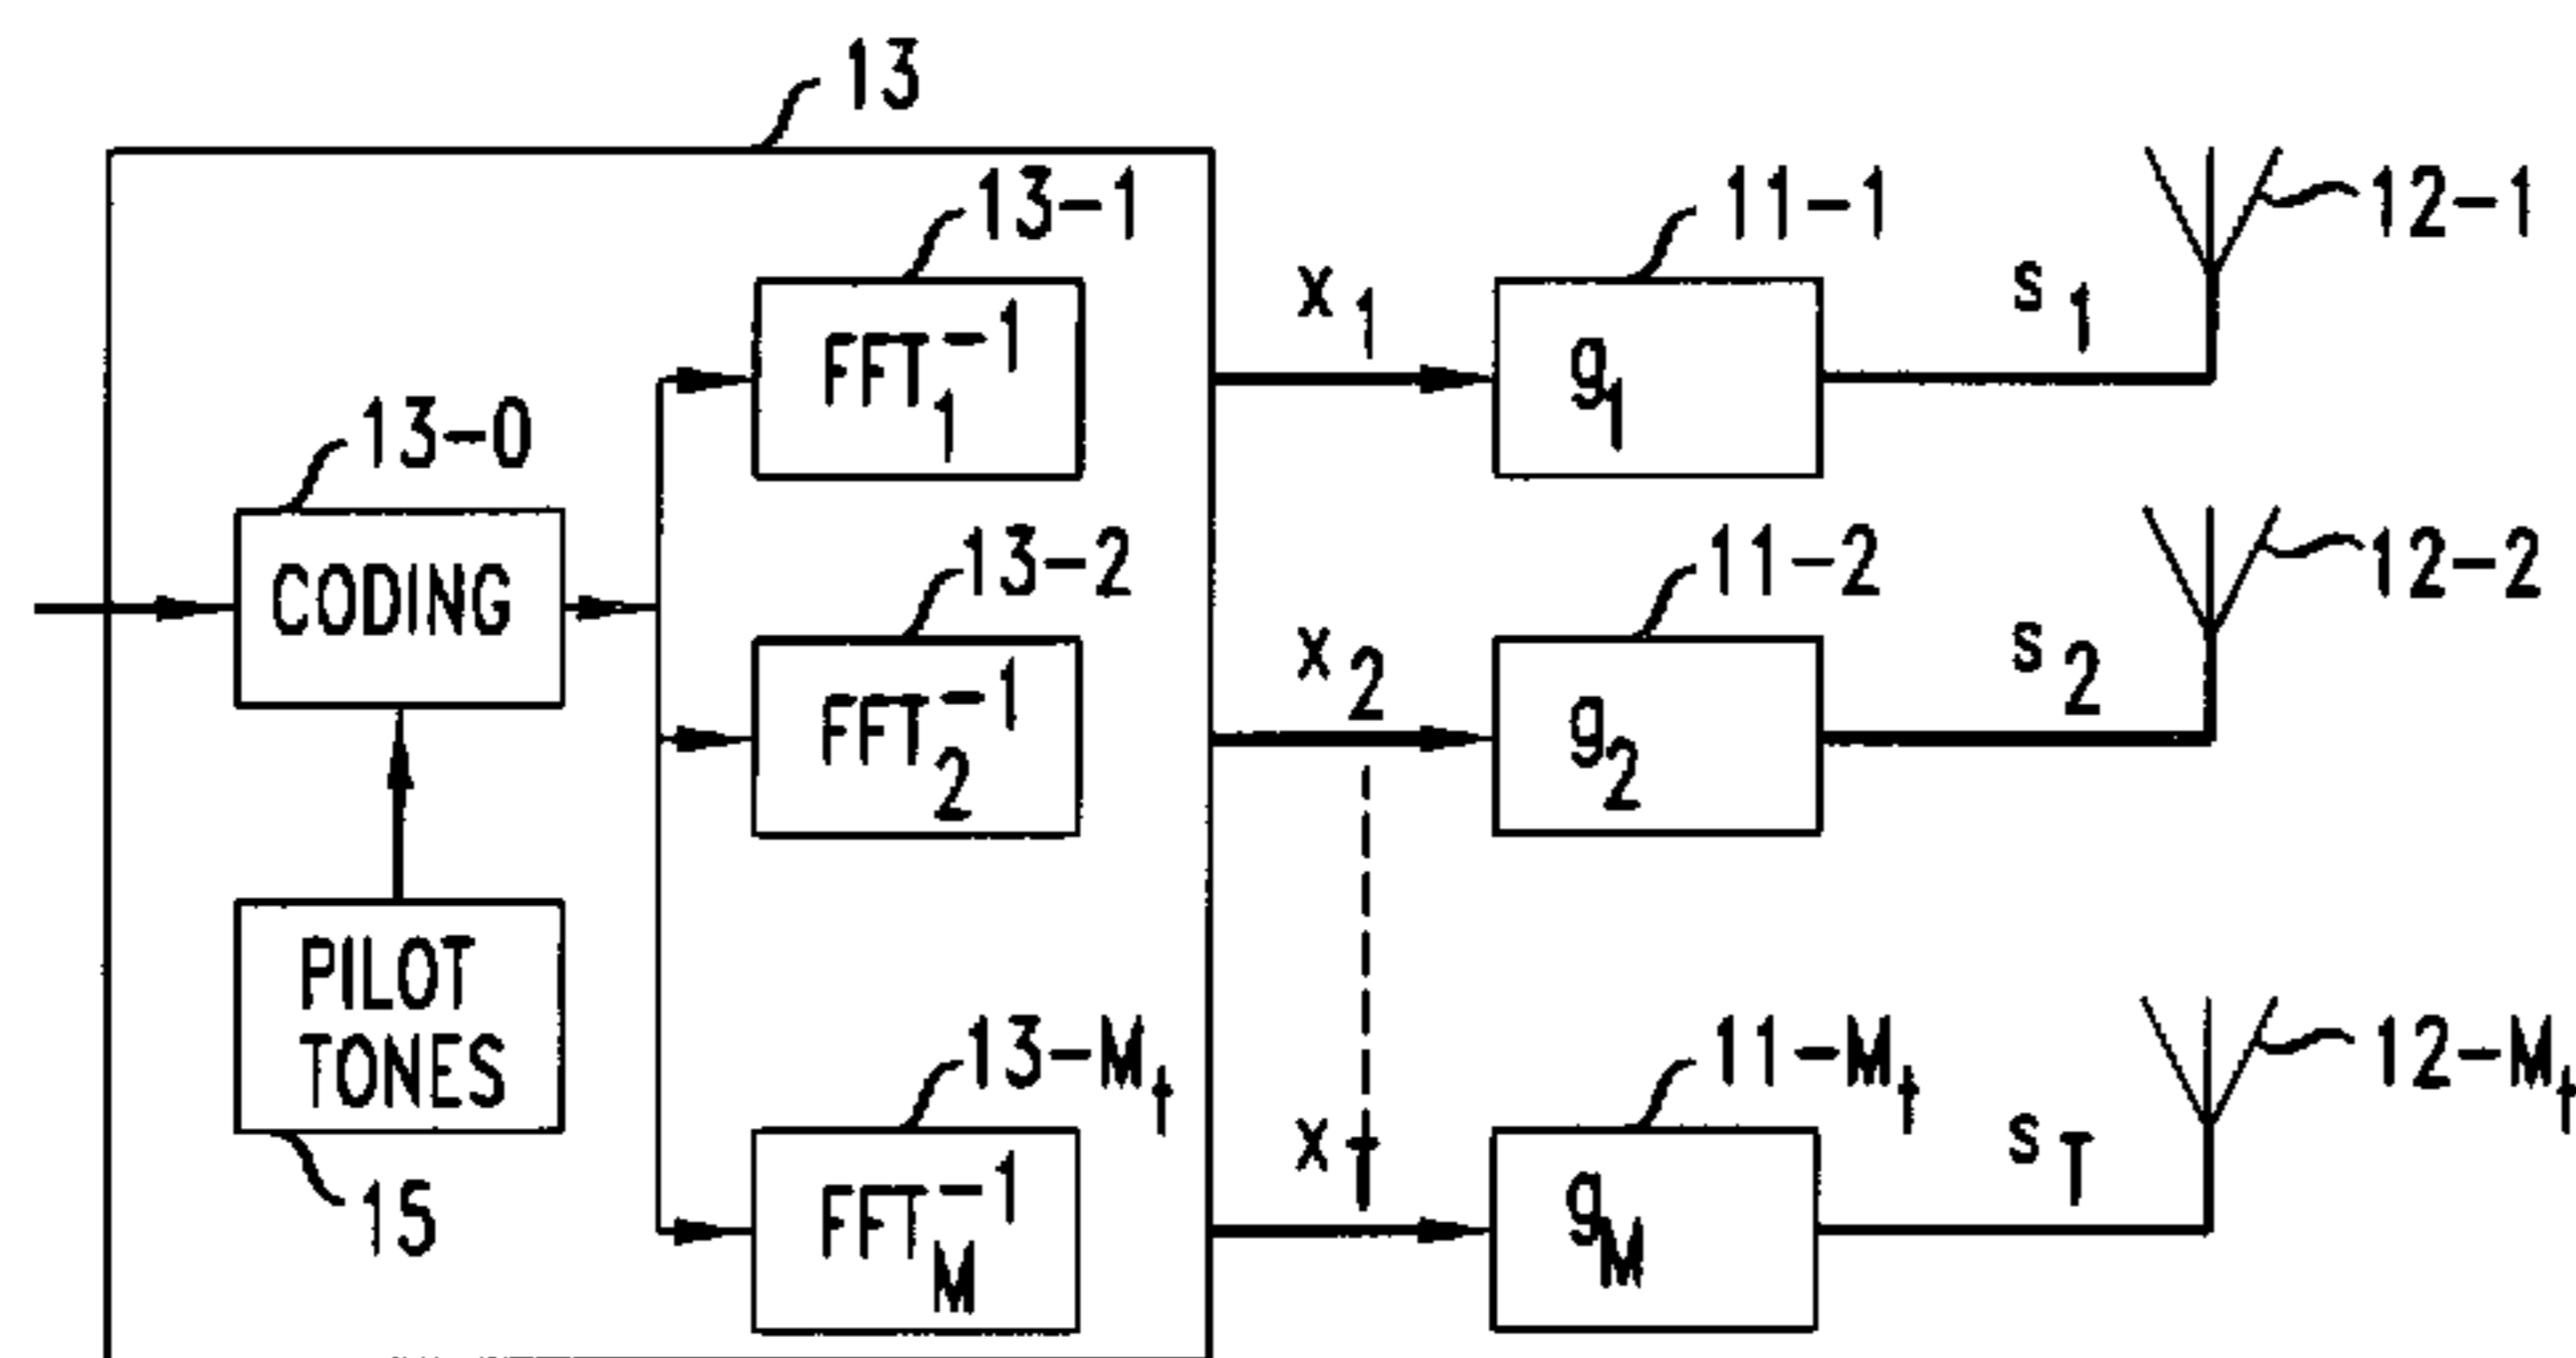 13
13-1
11-1
12-1
x1
s1
FFT1^-1
g1
13-0
13-2
11-2
12-2
CODING
x2
s2
FFT2^-1
g2
PILOT
TONES
13-Mt
11-Mt
12-Mt
xT
sT
15
FFTM^-1
gM